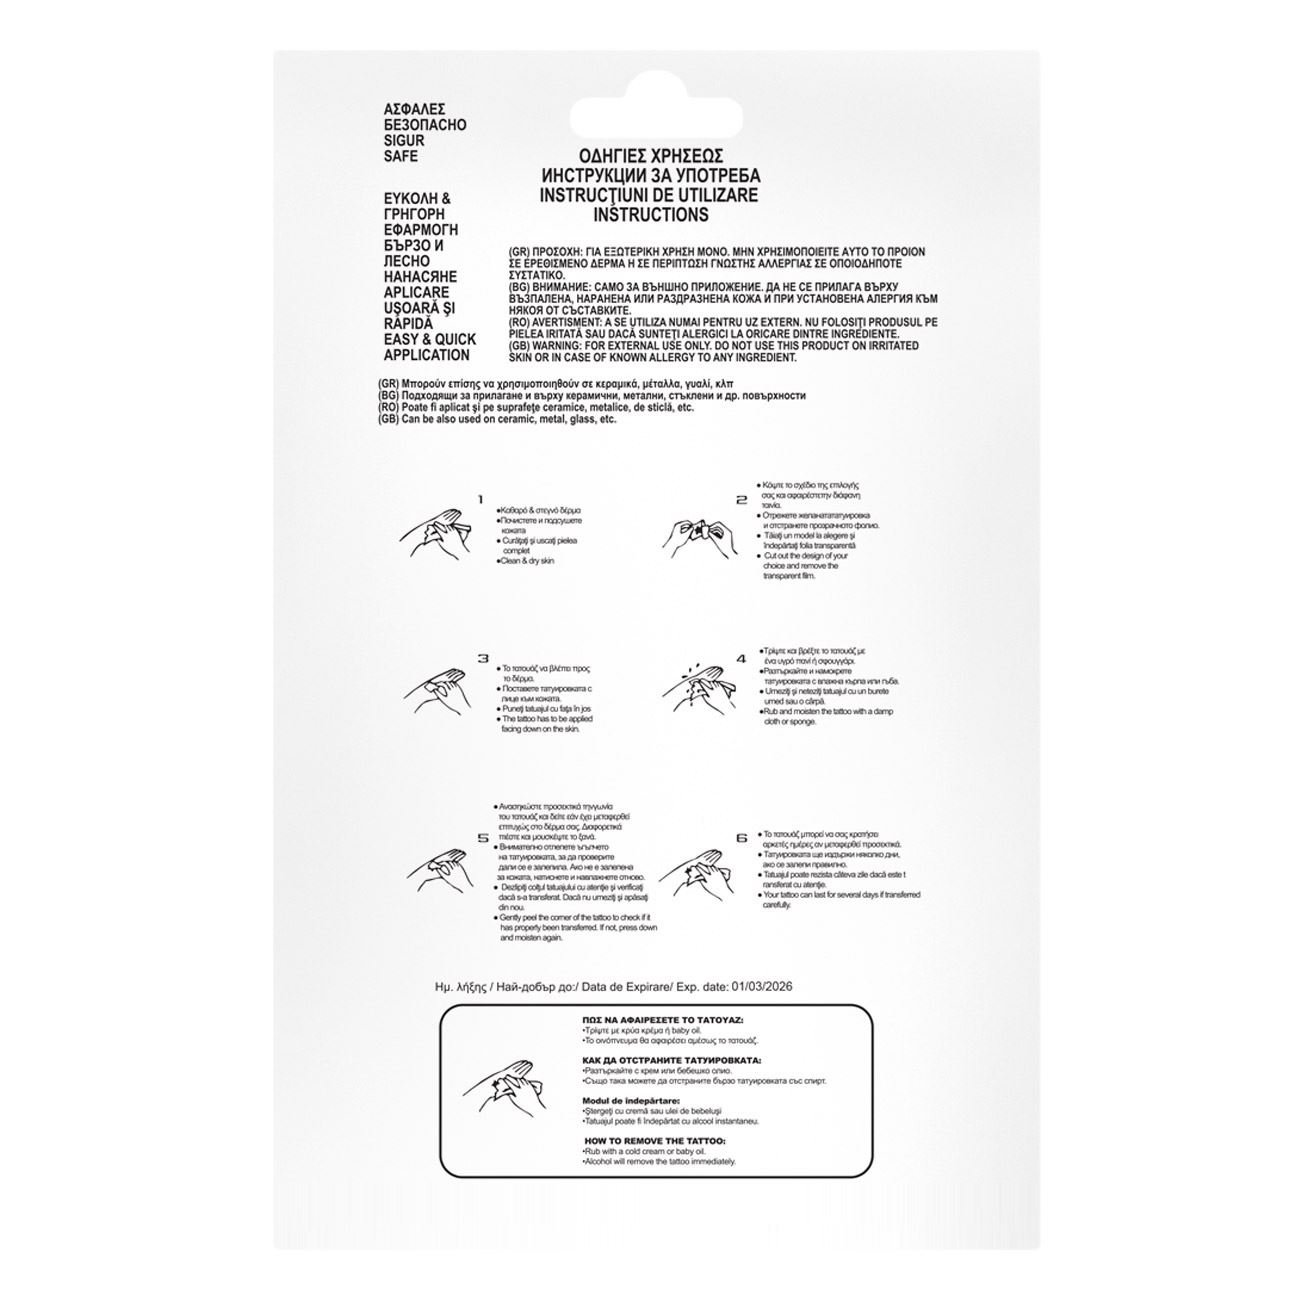 ΑΣΦΑΛΕΣ
БЕЗОПАСНО
SIGUR
SAFE
ΕΥΚΟΛΗ &
ΓΡΗΓΟΡΗ
ΕΦΑΡΜΟΓΗ
БЪРЗО И
ЛЕСНО
НАНАСЯНЕ
APLICARE
UŞOARĂ ŞI
RAPIDĂ
EASY & QUICK
APPLICATION
ΟΔΗΓΙΕΣ ΧΡΗΣΕΩΣ
ИНСТРУКЦИИ ЗА УПОТРЕБА
INSTRUCŢIUNI DE UTILIZARE
INSTRUCTIONS
(GR) ΠΡΟΣΟΧΗ: ΓΙΑ ΕΞΩΤΕΡΙΚΗ ΧΡΗΣΗ ΜΟΝΟ. ΜΗΝ ΧΡΗΣΙΜΟΠΟΙΕΙΤΕ ΑΥΤΟ ΤΟ ΠΡΟΙΟΝ
ΣΕ ΕΡΕΘΙΣΜΕΝΟ ΔΕΡΜΑ Η ΣΕ ΠΕΡΙΠΤΩΣΗ ΓΝΩΣΤΗΣ ΑΛΛΕΡΓΙΑΣ ΣΕ ΟΠΟΙΟΔΗΠΟΤΕ
ΣΥΣΤΑΤΙΚΟ.
(BG) ВНИМАНИЕ: САМО ЗА ВЪНШНО ПРИЛОЖЕНИЕ. ДА НЕ СЕ ПРИЛАГА ВЪРХУ
ВЪЗПАЛЕНА, НАРАНЕНА ИЛИ РАЗДРАЗНЕНА КОЖА И ПРИ УСТАНОВЕНА АЛЕРГИЯ КЪМ
НЯКОЯ ОТ СЪСТАВКИТЕ.
(RO) AVERTISMENT: A SE UTILIZA NUMAI PENTRU UZ EXTERN. NU FOLOSIŢI PRODUSUL PE
PIELEA IRITATĂ SAU DACĂ SUNTEŢI ALERGICI LA ORICARE DINTRE INGREDIENTE.
(GB) WARNING: FOR EXTERNAL USE ONLY. DO NOT USE THIS PRODUCT ON IRRITATED
SKIN OR IN CASE OF KNOWN ALLERGY TO ANY INGREDIENT.
(GR) Μπορούν επίσης να χρησιμοποιηθούν σε κεραμικά, μέταλλα, γυαλί, κλπ
(BG) Подходящи за прилагане и върху керамични, метални, стъклени и др. повърхности
(RO) Poate fi aplicat şi pe suprafeţe ceramice, metalice, de sticlă, etc.
(GB) Can be also used on ceramic, metal, glass, etc.
1
●Καθαρό & στεγνό δέρμα
●Почистете и подсушете
кожата
● Curăţaţi şi uscaţi pielea
complet
●Clean & dry skin
2
● Κόψτε το σχέδιο της επιλογής
σας και αφαιρέστετην διάφανη
ταινία.
● Отрежете желанататауировка
и отстранете прозрачното фолио.
● Tăiaţi un model la alegere şi
îndepărtaţi folia transparentă
● Cut out the design of your
choice and remove the
transparent film.
3
● Το τατουάζ να βλέπει προς
το δέρμα.
● Поставете татуировката с
лице към кожата.
● Puneţi tatuajul cu faţa în jos
● The tattoo has to be applied
facing down on the skin.
4
●Τρίψτε και βρέξτε το τατουάζ με
ένα υγρό πανί ή σφουγγάρι.
●Разтъркайте и намокрете
татуировката с влажна кърпа или гъба.
● Umeziţi şi neteziţi tatuajul cu un burete
umed sau o cârpă.
●Rub and moisten the tattoo with a damp
cloth or sponge.
5
● Ανασηκώστε προσεκτικά τηνγωνία
του τατουάζ και δείτε εάν έχει μεταφερθεί
επιτυχώς στο δέρμα σας. Διαφορετικά
πιέστε και μουσκέψτε το ξανά.
● Внимателно отлепете ъгълчето
на татуировката, за да проверите
дали се е залепила. Ако не е залепена
за кожата, натиснете и навлажнете отново.
● Dezlipiţi colţul tatuajului cu atenţie şi verificaţi
dacă s-a transferat. Dacă nu umeziţi şi apăsaţi
din nou.
● Gently peel the corner of the tattoo to check if it
has properly been transferred. If not, press down
and moisten again.
6
● Το τατουάζ μπορεί να σας κρατήσει
αρκετές ημέρες αν μεταφερθεί προσεκτικά.
● Татуировката ще издържи няколко дни,
ако се залепи правилно.
● Tatuajul poate rezista câteva zile dacă este t
ransferat cu atenţie.
● Your tattoo can last for several days if transferred
carefully.
Ημ. λήξης / Най-добър до:/ Data de Expirare/ Exp. date: 01/03/2026
ΠΩΣ ΝΑ ΑΦΑΙΡΕΣΕΤΕ ΤΟ ΤΑΤΟΥΑΖ:
•Τρίψτε με κρύα κρέμα ή baby oil.
•Το οινόπνευμα θα αφαιρέσει αμέσως το τατουάζ.
КАК ДА ОТСТРАНИТЕ ТАТУИРОВКАТА:
•Разтъркайте с крем или бебешко олио.
•Също така можете да отстраните бързо татуировката със спирт.
Modul de îndepărtare:
•Ştergeţi cu cremă sau ulei de bebeluşi
•Tatuajul poate fi îndepărtat cu alcool instantaneu.
HOW TO REMOVE THE TATTOO:
•Rub with a cold cream or baby oil.
•Alcohol will remove the tattoo immediately.